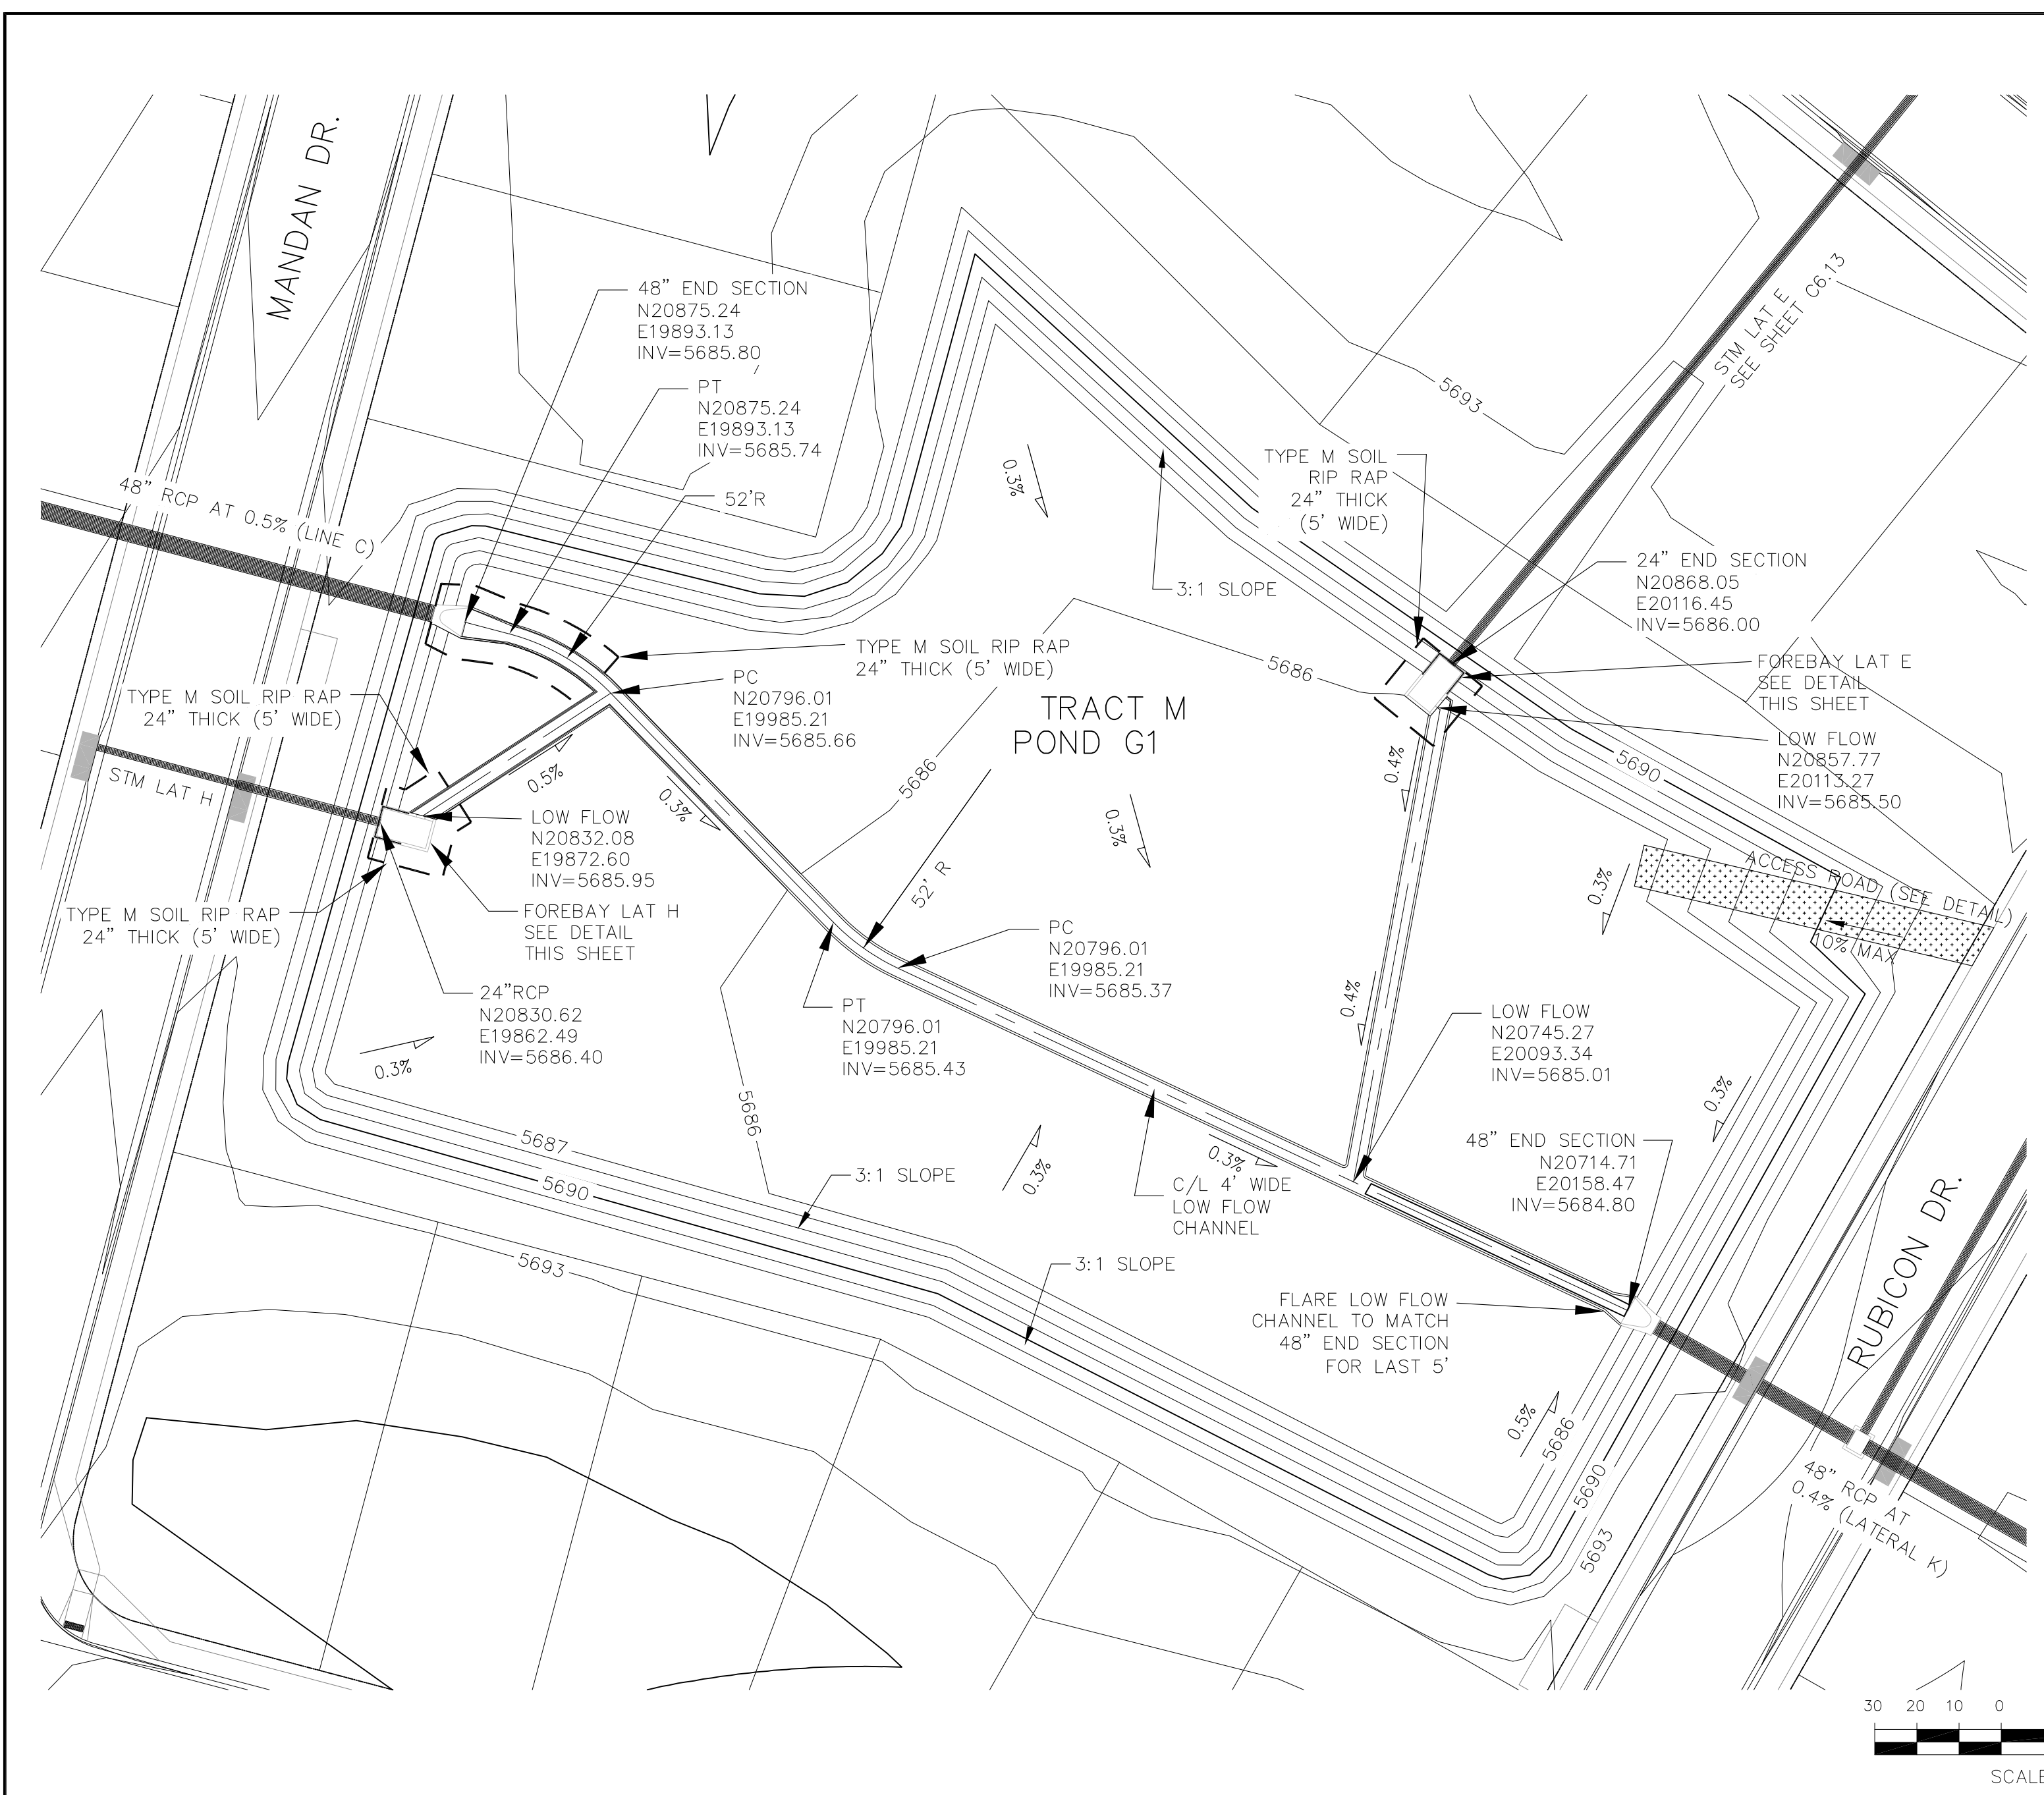 MANDAN DR.
48" END SECTION
N20875.24
E19893.13
INV=5685.80
PT
N20875.24
E19893.13
INV=5685.74
52'R
48" RCP AT 0.5% (LINE C)
0.3%
3:1 SLOPE
5693
STM LAT E
SEE SHEET C6.13
TYPE M SOIL
RIP RAP
24" THICK
(5' WIDE)
24" END SECTION
N20868.05
E20116.45
INV=5686.00
TYPE M SOIL RIP RAP
24" THICK (5' WIDE)
PC
N20796.01
E19985.21
INV=5685.66
TYPE M SOIL RIP RAP
24" THICK (5' WIDE)
5686
TRACT M
POND G1
FOREBAY LAT E
SEE DETAIL
THIS SHEET
LOW FLOW
N20857.77
E20113.27
INV=5685.50
5690
STM LAT H
0.5%
0.3%
5686
0.4%
0.3%
LOW FLOW
N20832.08
E19872.60
INV=5685.95
52' R
0.3%
ACCESS ROAD (SEE DETAIL)
10% MAX
TYPE M SOIL RIP RAP
24" THICK (5' WIDE)
FOREBAY LAT H
SEE DETAIL
THIS SHEET
PC
N20796.01
E19985.21
INV=5685.37
24"RCP
N20830.62
E19862.49
INV=5686.40
PT
N20796.01
E19985.21
INV=5685.43
0.4%
LOW FLOW
N20745.27
E20093.34
INV=5685.01
0.3%
0.3%
5687
5686
5690
3:1 SLOPE
0.3%
0.3%
C/L 4' WIDE
LOW FLOW
CHANNEL
48" END SECTION
N20714.71
E20158.47
INV=5684.80
RUBICON DR.
5693
3:1 SLOPE
FLARE LOW FLOW
CHANNEL TO MATCH
48" END SECTION
FOR LAST 5'
0.5%
5686
5690
5693
48" RCP AT
0.4% (LATERAL K)
30 20 10 0
SCALE